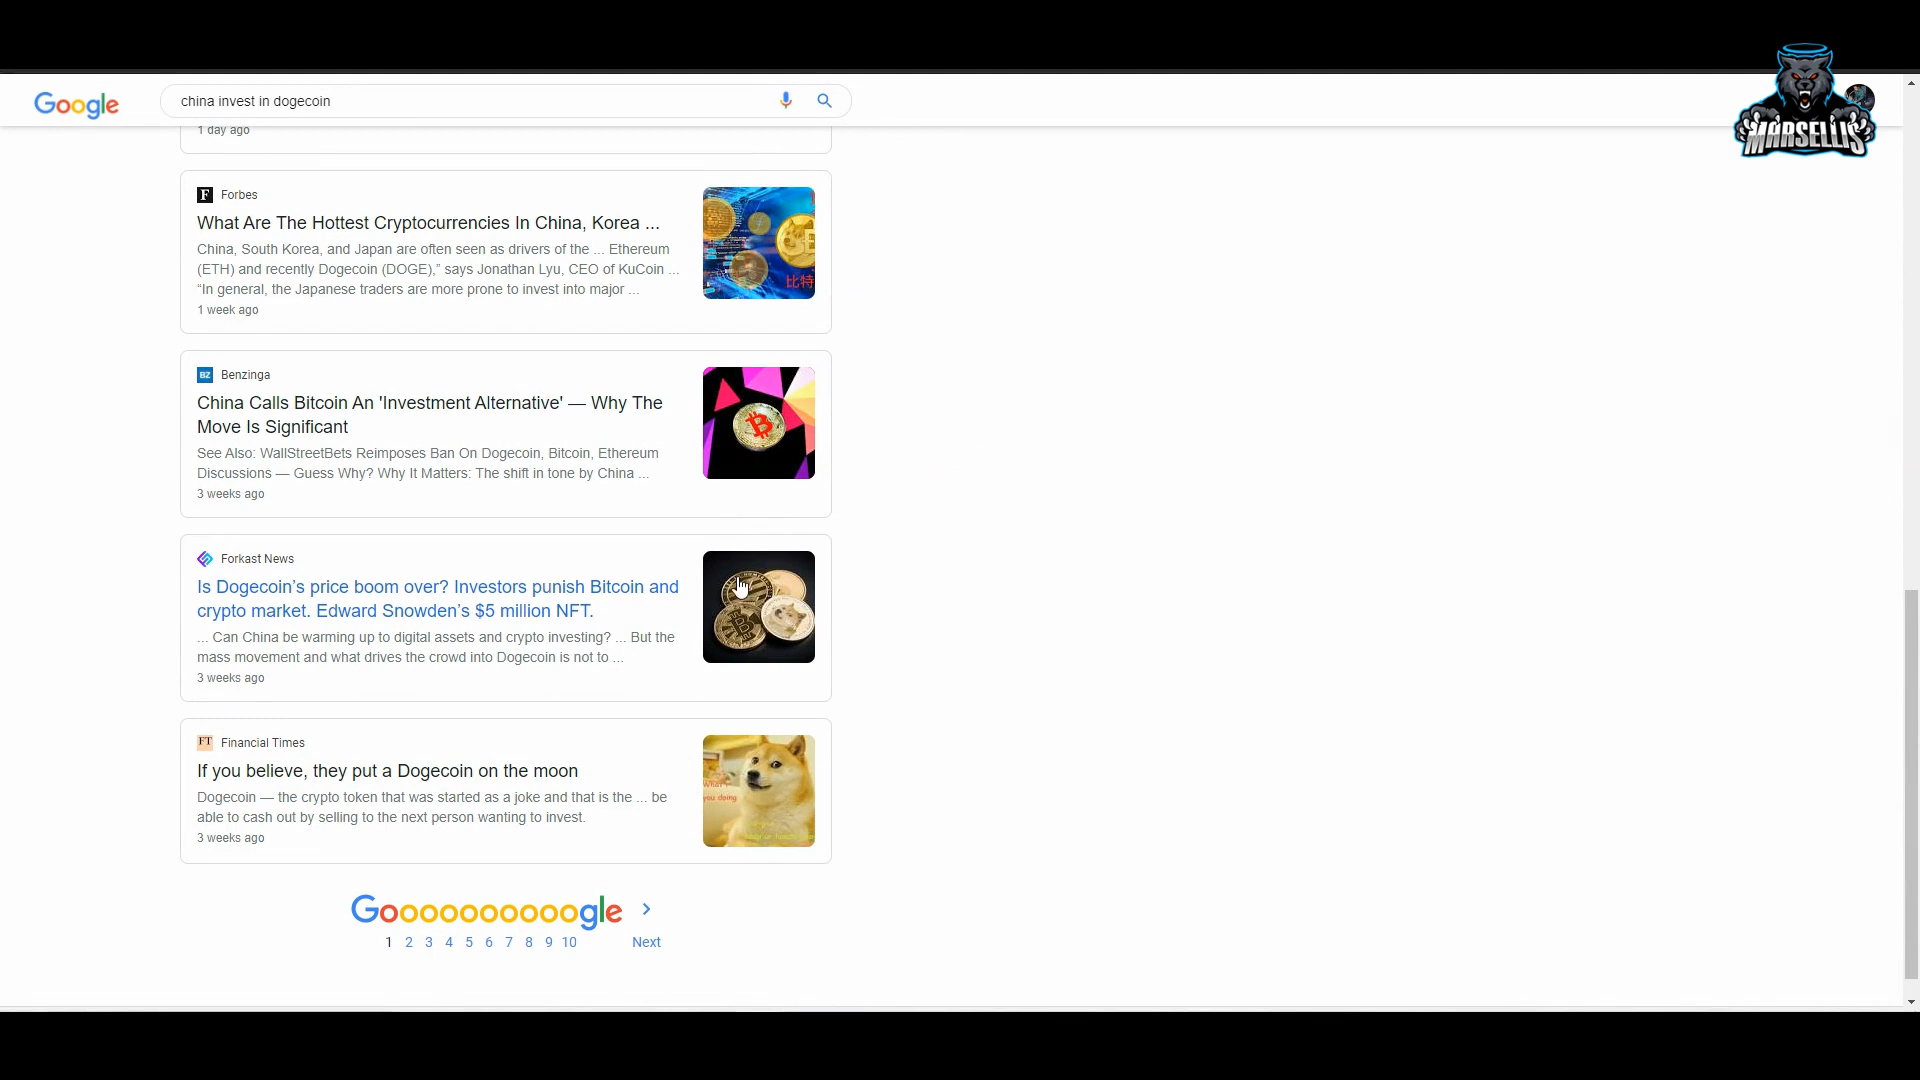 Google
china invest in dogecoin
MARSELLIS
1 day ago
F Forbes
What Are The Hottest Cryptocurrencies In China, Korea ...
China, South Korea, and Japan are often seen as drivers of the ... Ethereum
(ETH) and recently Dogecoin (DOGE),” says Jonathan Lyu, CEO of KuCoin ...
“In general, the Japanese traders are more prone to invest into major ...
1 week ago
比特
BZ Benzinga
China Calls Bitcoin An 'Investment Alternative' — Why The
Move Is Significant
See Also: WallStreetBets Reimposes Ban On Dogecoin, Bitcoin, Ethereum
Discussions — Guess Why? Why It Matters: The shift in tone by China ...
3 weeks ago
Forkast News
Is Dogecoin’s price boom over? Investors punish Bitcoin and
crypto market. Edward Snowden’s $5 million NFT.
... Can China be warming up to digital assets and crypto investing? ... But the
mass movement and what drives the crowd into Dogecoin is not to ...
3 weeks ago
FT Financial Times
If you believe, they put a Dogecoin on the moon
Dogecoin — the crypto token that was started as a joke and that is the ... be
able to cash out by selling to the next person wanting to invest.
3 weeks ago
what r
you doing
Goooooooooogle >
1 2 3 4 5 6 7 8 9 10 Next